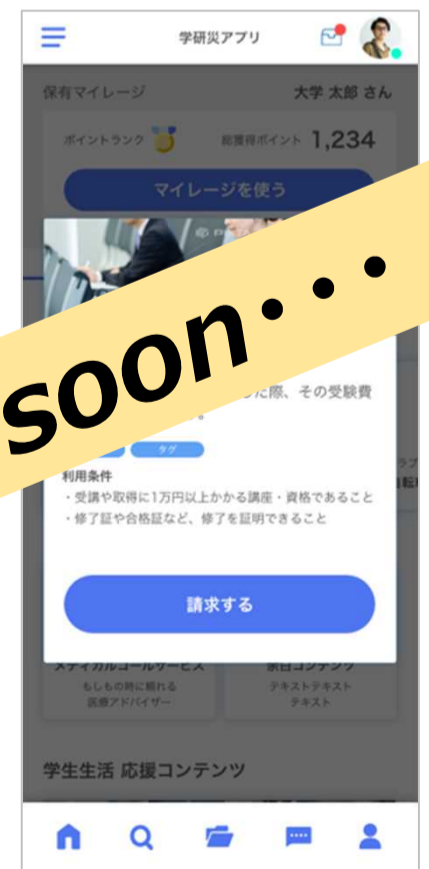 学研災アプリ
保有マイレージ 大学 太郎 さん
ポイントランク 総獲得ポイント 1,234
マイレージを使う
soon・・・
た際、その受験費
。
タグ
利用条件
・受講や取得に1万円以上かかる講座・資格であること
・修了証や合格証など、修了を証明できること
請求する
メディカルコールサービス 余白コンテンツ
もしもの時に頼れる テキストテキスト
医療アドバイザー テキスト
学生生活 応援コンテンツ